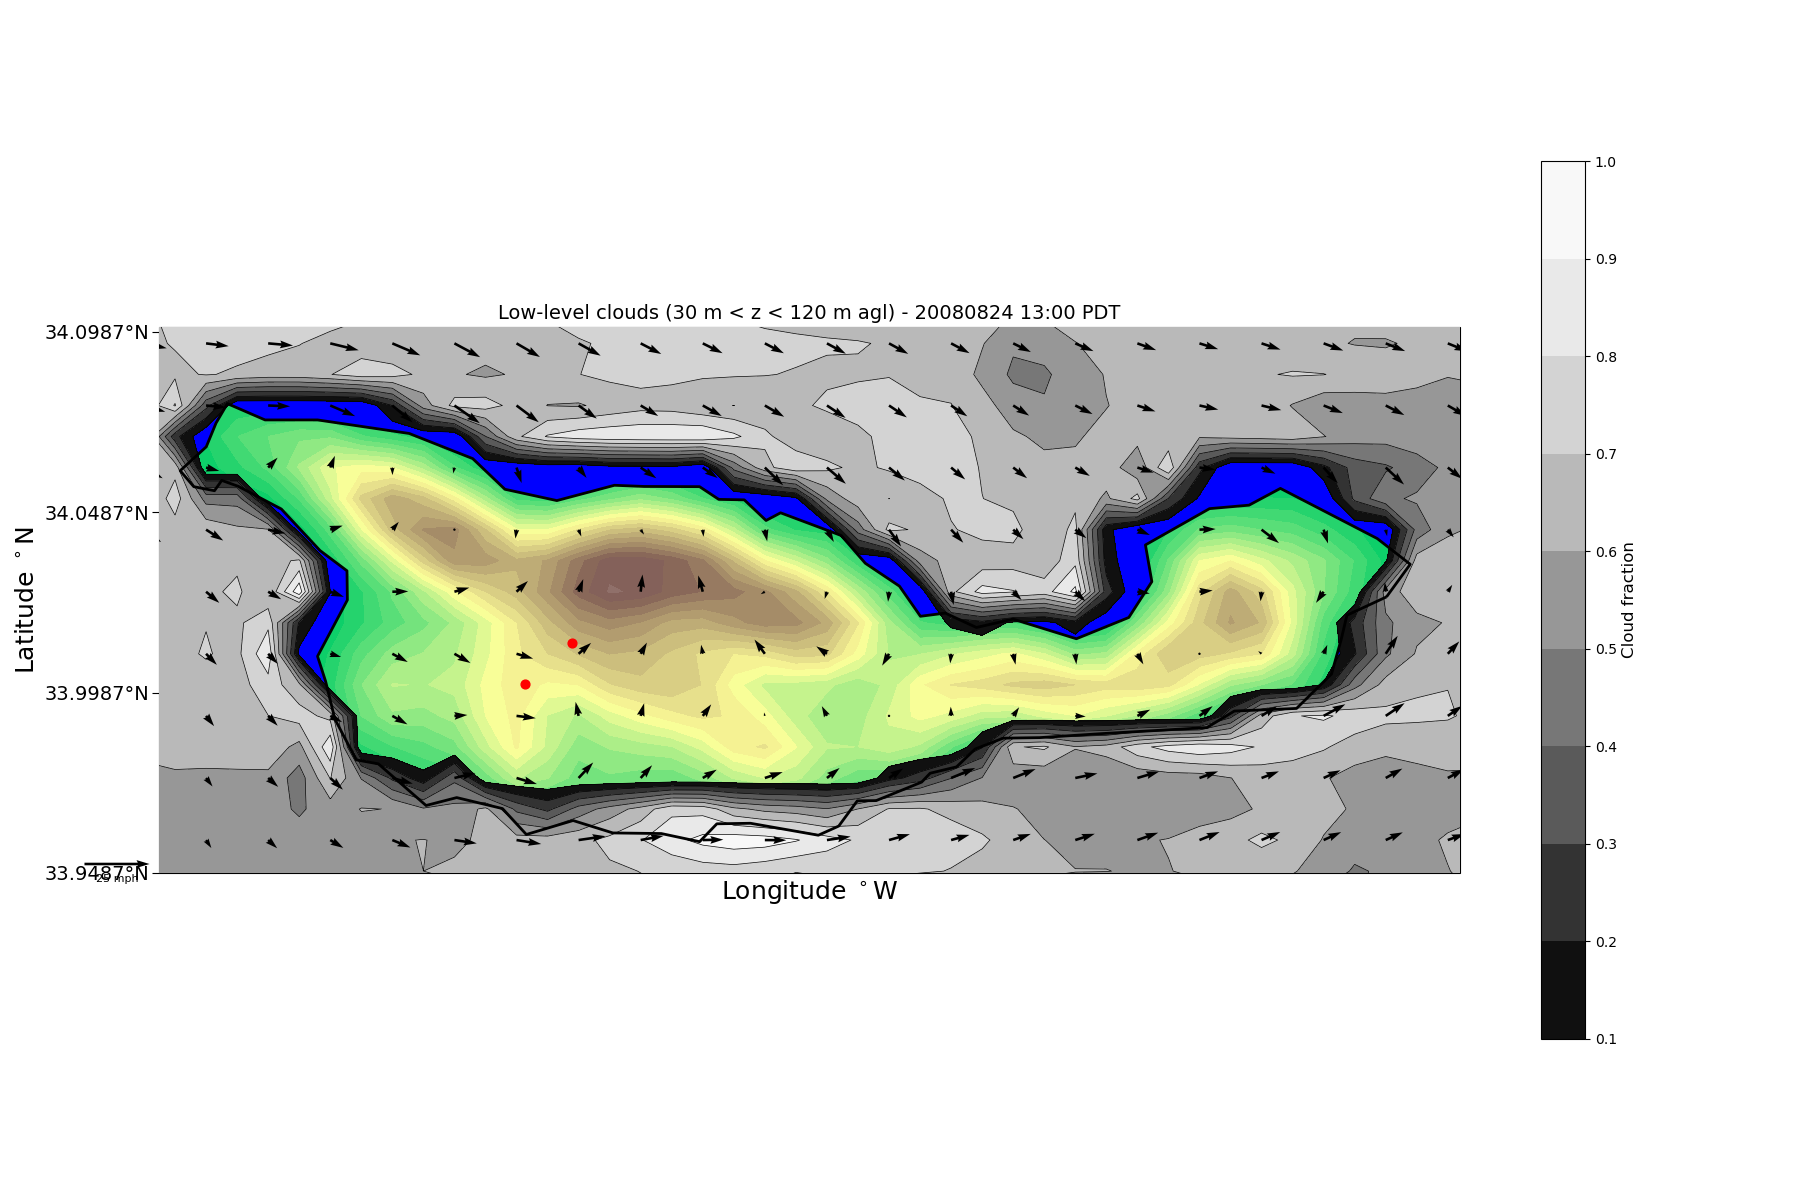 Low-level clouds (30 m < z < 120 m agl) - 20080824 13:00 PDT
34.0987°N
34.0487°N
33.9987°N
33.9487°N
Latitude °N
Longitude °W
25 mph
1.0
0.9
0.8
0.7
0.6
0.5
0.4
0.3
0.2
0.1
Cloud fraction